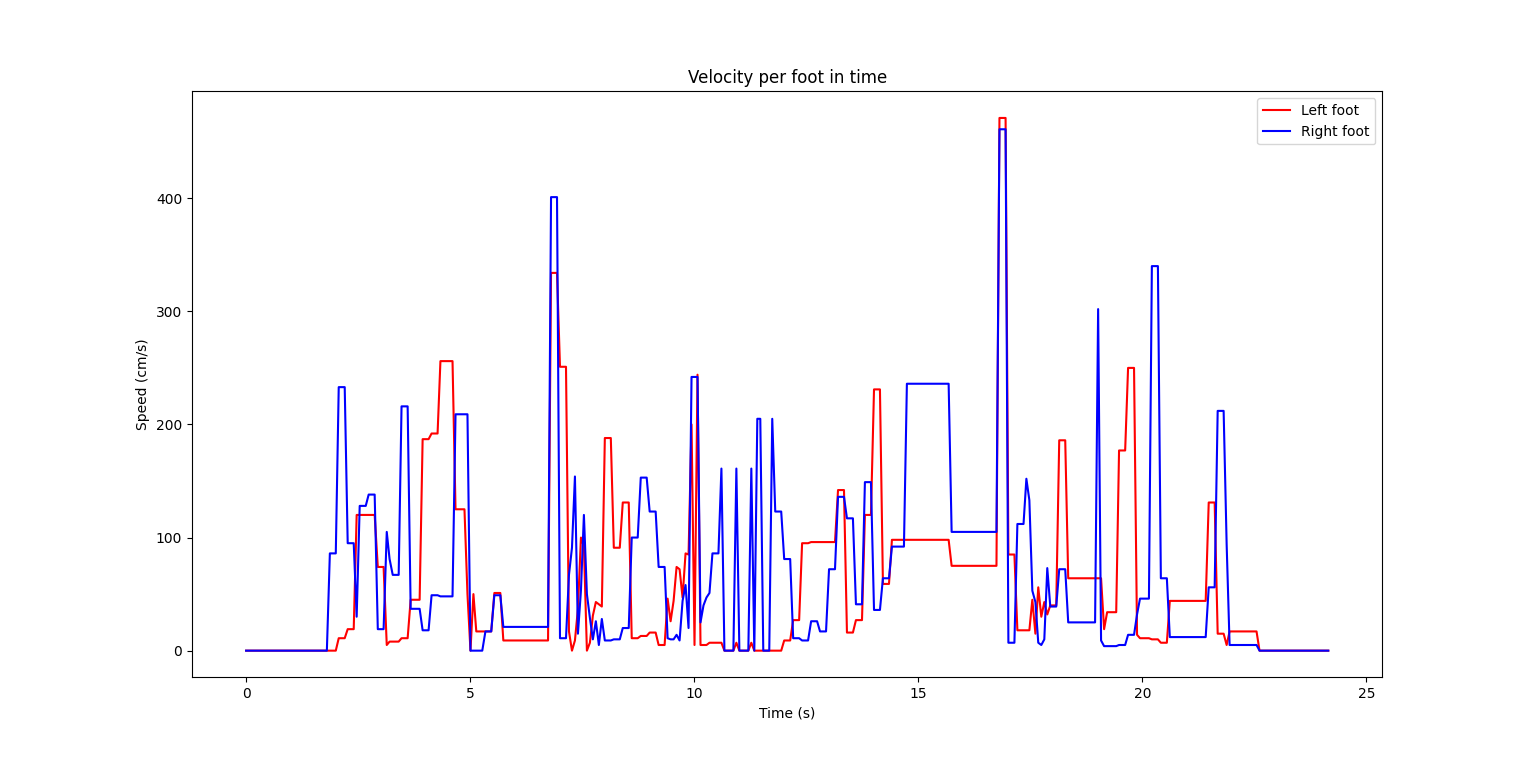 Velocity per foot in time
Left foot
Right foot
Speed (cm/s)
400
300
200
100
0
0 5 10 15 20 25
Time (s)